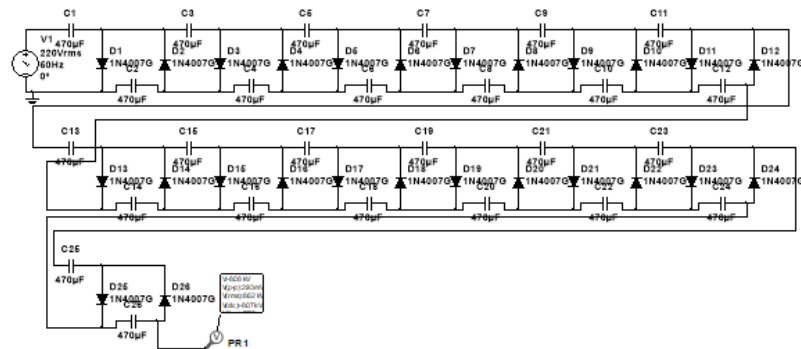 C1 C3 C5 C7 C9 C11
V1 470µF 470µF 470µF 470µF 470µF 470µF
220Vrms D1 D2 D3 D4 D5 D6 D7 D8 D9 D10 D11 D12
50Hz 1N4007G 1N4007G 1N4007G 1N4007G 1N4007G 1N4007G 1N4007G 1N4007G 1N4007G 1N4007G 1N4007G 1N4007G
0° C2 C4 C6 C8 C10 C12
470µF 470µF 470µF 470µF 470µF 470µF
C13 C15 C17 C19 C21 C23
470µF 470µF 470µF 470µF 470µF 470µF
D13 D14 D15 D16 D17 D18 D19 D20 D21 D22 D23 D24
1N4007G 1N4007G 1N4007G 1N4007G 1N4007G 1N4007G 1N4007G 1N4007G 1N4007G 1N4007G 1N4007G 1N4007G
C14 C16 C18 C20 C22 C24
470µF 470µF 470µF 470µF 470µF 470µF
C25
470µF D25 D26
1N4007G 1N4007G
C26
470µF
V
PR1